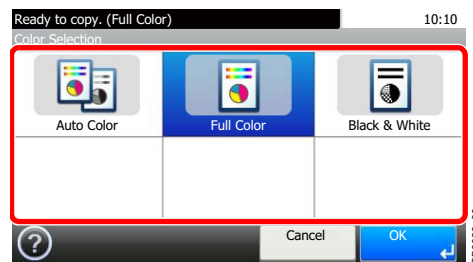 Ready to copy. (Full Color) 10:10
Color Selection
Auto Color Full Color Black & White
? Cancel OK